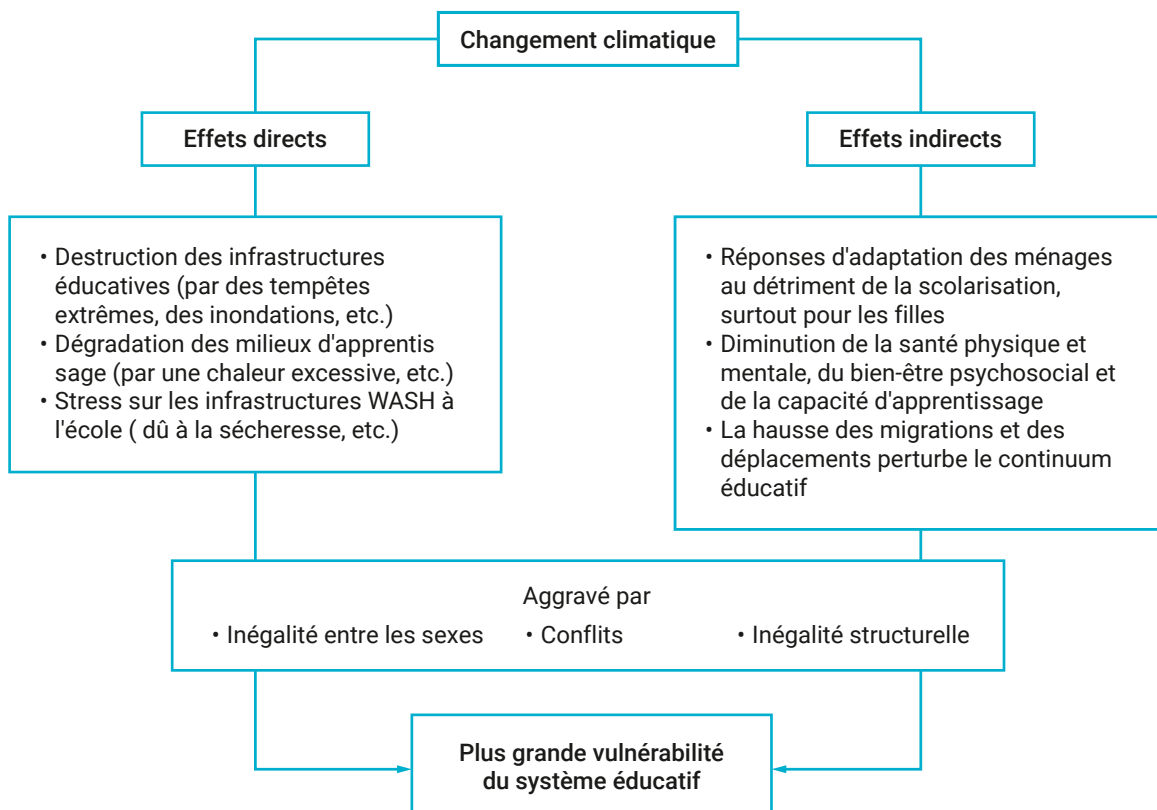 Changement climatique
Effets directs
Effets indirects
• Destruction des infrastructures
éducatives (par des tempêtes
extrêmes, des inondations, etc.)
• Dégradation des milieux d'apprentis
sage (par une chaleur excessive, etc.)
• Stress sur les infrastructures WASH à
l'école ( dû à la sécheresse, etc.)
• Réponses d'adaptation des ménages
au détriment de la scolarisation,
surtout pour les filles
• Diminution de la santé physique et
mentale, du bien-être psychosocial et
de la capacité d'apprentissage
• La hausse des migrations et des
déplacements perturbe le continuum
éducatif
Aggravé par
• Inégalité entre les sexes • Conflits • Inégalité structurelle
Plus grande vulnérabilité
du système éducatif